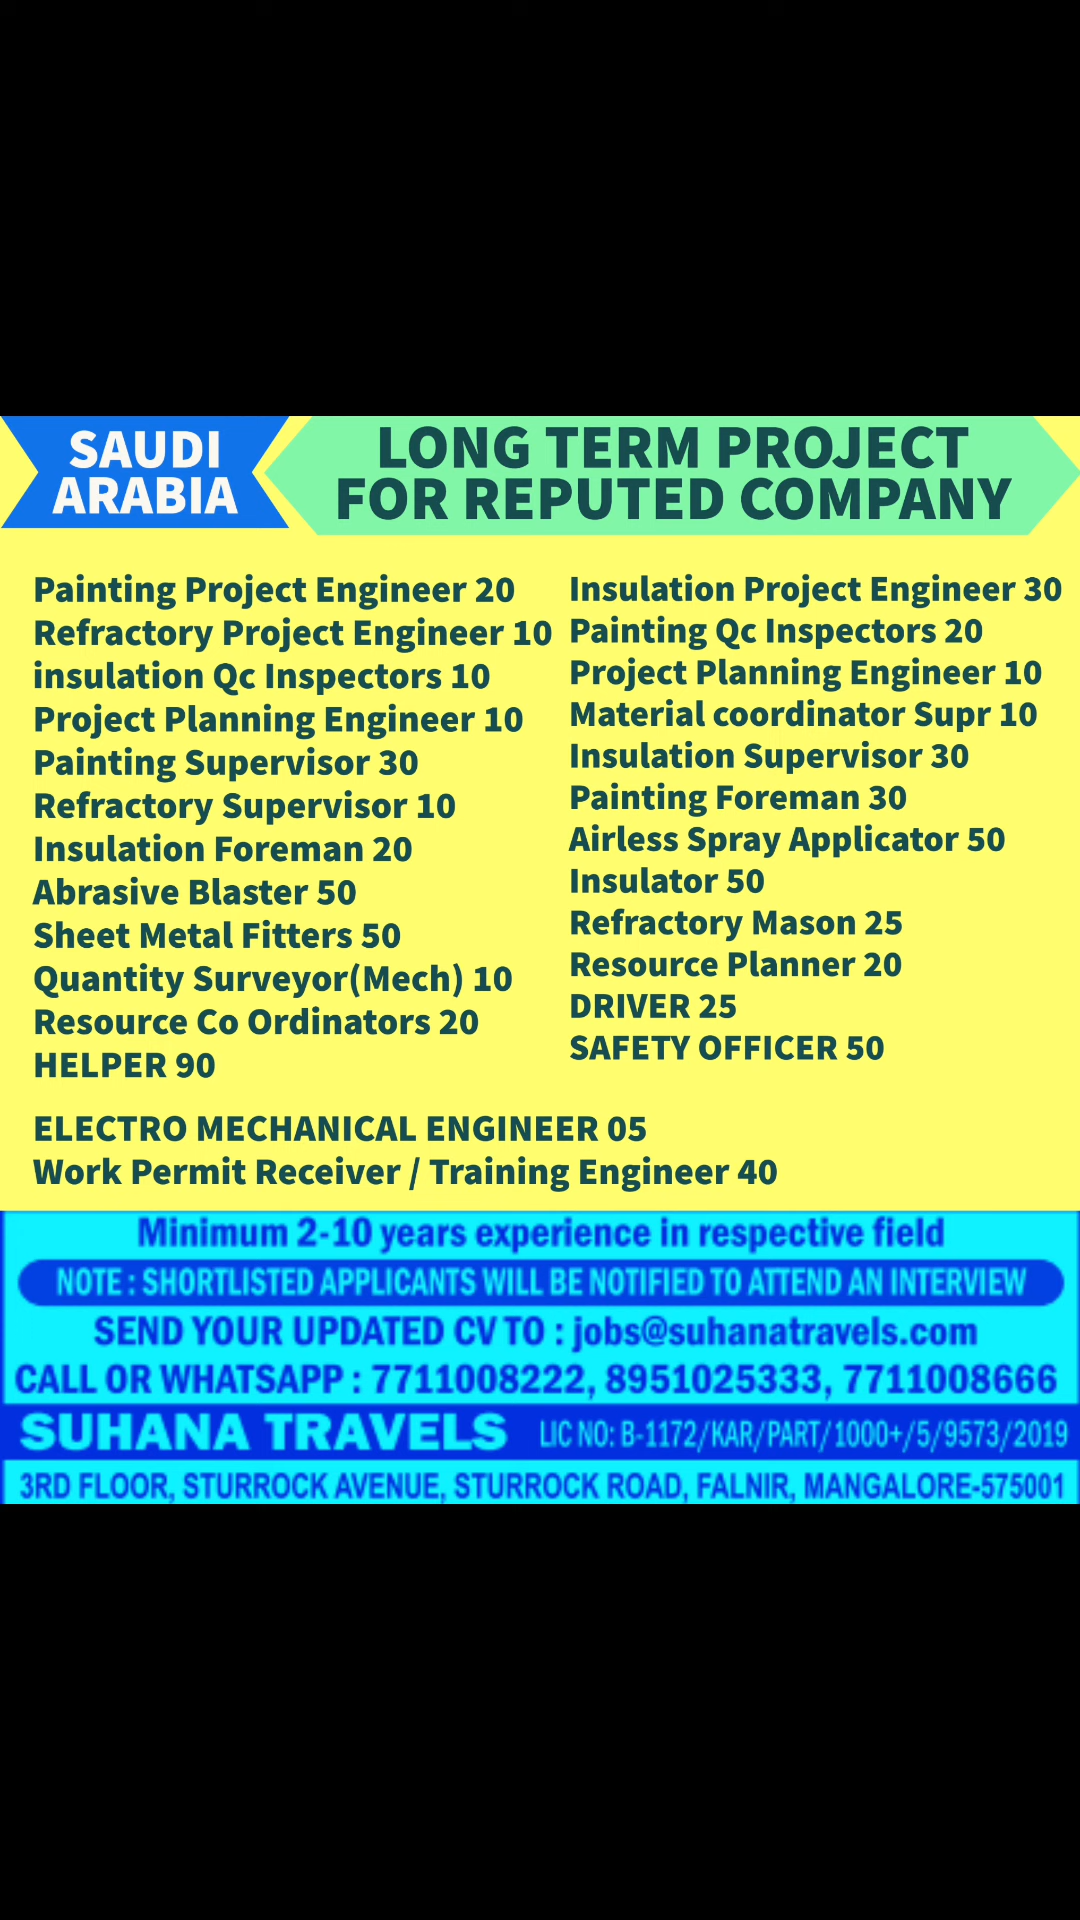 SAUDI
ARABIA
LONG TERM PROJECT
FOR REPUTED COMPANY
Painting Project Engineer 20
Refractory Project Engineer 10
insulation Qc Inspectors 10
Project Planning Engineer 10
Painting Supervisor 30
Refractory Supervisor 10
Insulation Foreman 20
Abrasive Blaster 50
Sheet Metal Fitters 50
Quantity Surveyor(Mech) 10
Resource Co Ordinators 20
HELPER 90
Insulation Project Engineer 30
Painting Qc Inspectors 20
Project Planning Engineer 10
Material coordinator Supr 10
Insulation Supervisor 30
Painting Foreman 30
Airless Spray Applicator 50
Insulator 50
Refractory Mason 25
Resource Planner 20
DRIVER 25
SAFETY OFFICER 50
ELECTRO MECHANICAL ENGINEER 05
Work Permit Receiver / Training Engineer 40
Minimum 2-10 years experience in respective field
NOTE : SHORTLISTED APPLICANTS WILL BE NOTIFIED TO ATTEND AN INTERVIEW
SEND YOUR UPDATED CV TO : jobs@suhanatravels.com
CALL OR WHATSAPP : 7711008222, 8951025333, 7711008666
SUHANA TRAVELS LIC NO: B-1172/KAR/PART/1000+/5/9573/2019
3RD FLOOR, STURROCK AVENUE, STURROCK ROAD, FALNIR, MANGALORE-575001